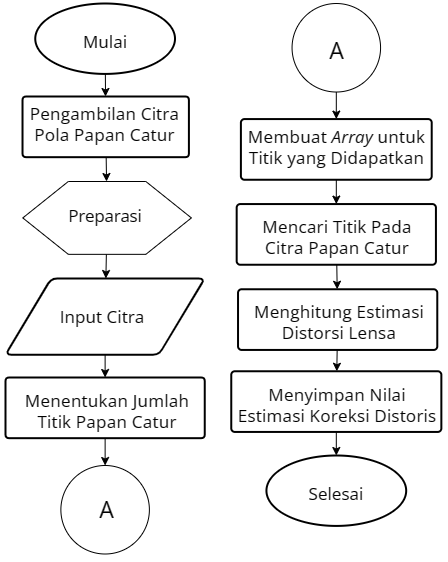 Mulai
Pengambilan Citra
Pola Papan Catur
Preparasi
Input Citra
Menentukan Jumlah
Titik Papan Catur
A
A
Membuat Array untuk
Titik yang Didapatkan
Mencari Titik Pada
Citra Papan Catur
Menghitung Estimasi
Distorsi Lensa
Menyimpan Nilai
Estimasi Koreksi Distoris
Selesai